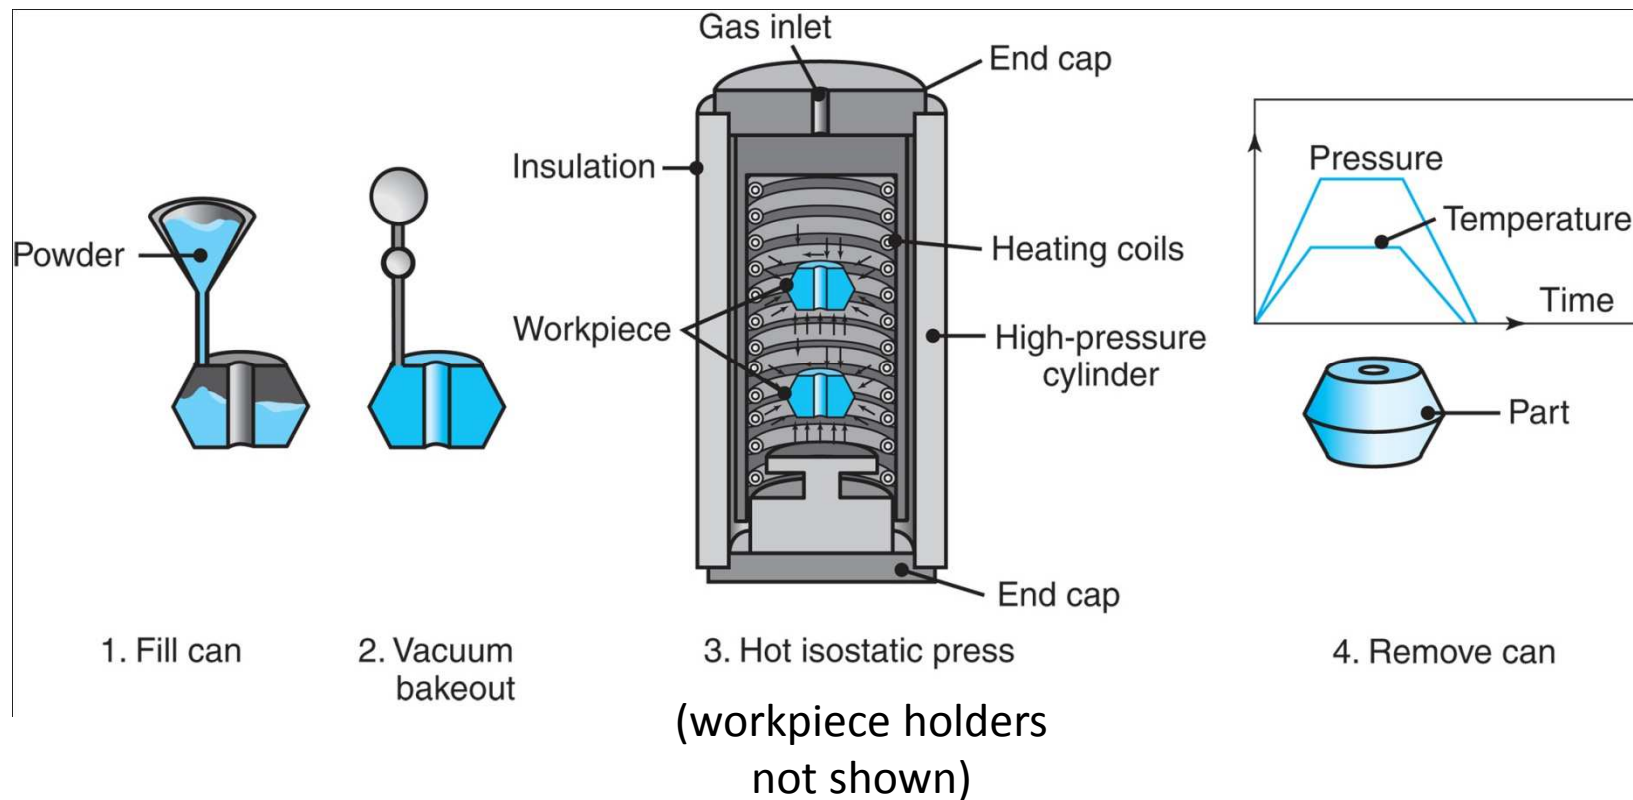 Gas inlet
End cap
Insulation
Pressure
Temperature
Powder
Heating coils
Time
Workpiece
High-pressure
cylinder
Part
End cap
1. Fill can
2. Vacuum
bakeout
3. Hot isostatic press
4. Remove can
(workpiece holders
not shown)